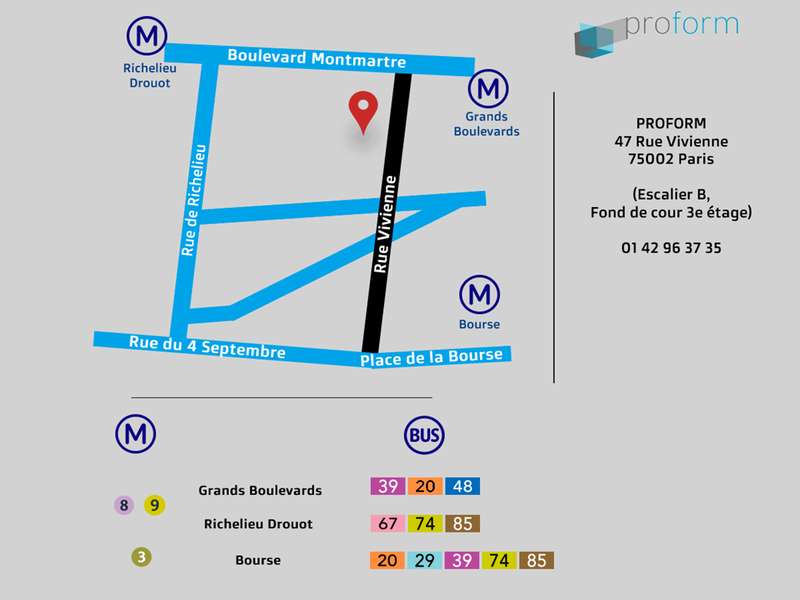 M
Richelieu
Drouot
Boulevard Montmartre
M
Grands
Boulevards
Rue de Richelieu
Rue Vivienne
M
Bourse
Rue du 4 Septembre
Place de la Bourse
proform
PROFORM
47 Rue Vivienne
75002 Paris
(Escalier B,
Fond de cour 3e étage)
01 42 96 37 35
M
BUS
8 9
Grands Boulevards
39 20 48
Richelieu Drouot
67 74 85
3
Bourse
20 29 39 74 85